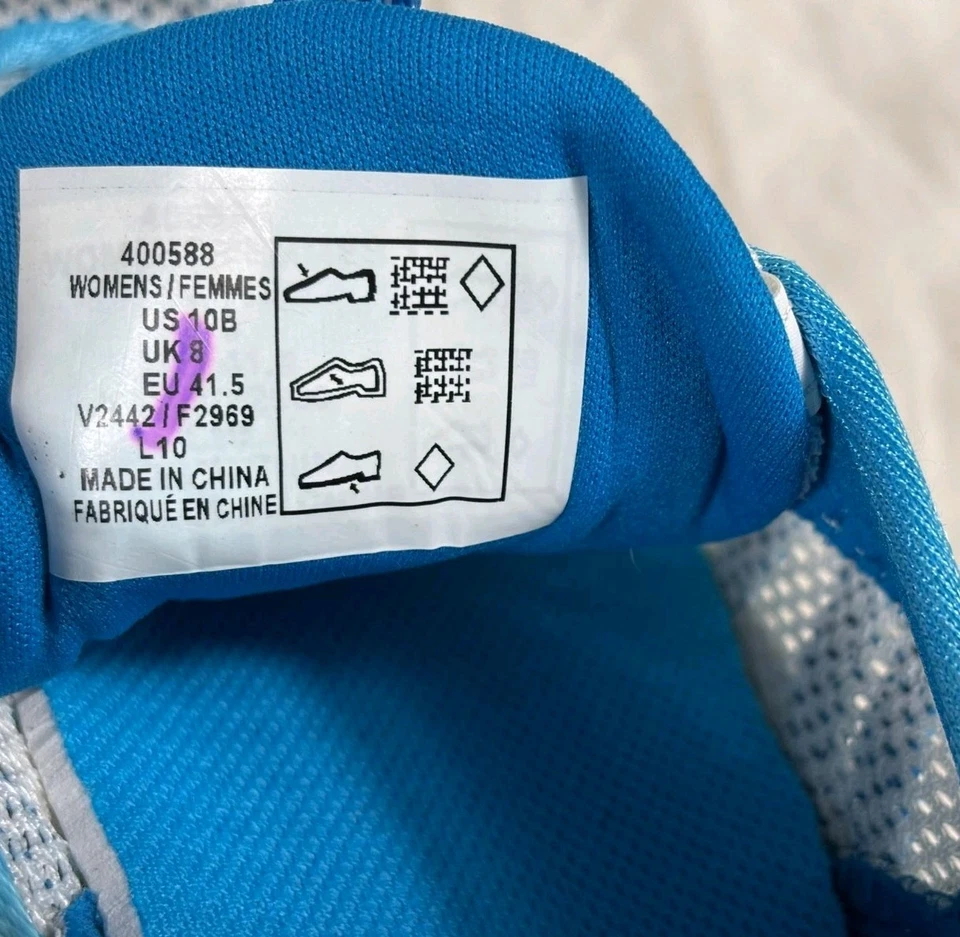 400588
WOMENS / FEMMES
US 10B
UK 8
EU 41.5
V2442 / F2969
L10
MADE IN CHINA
FABRIQUÉ EN CHINE